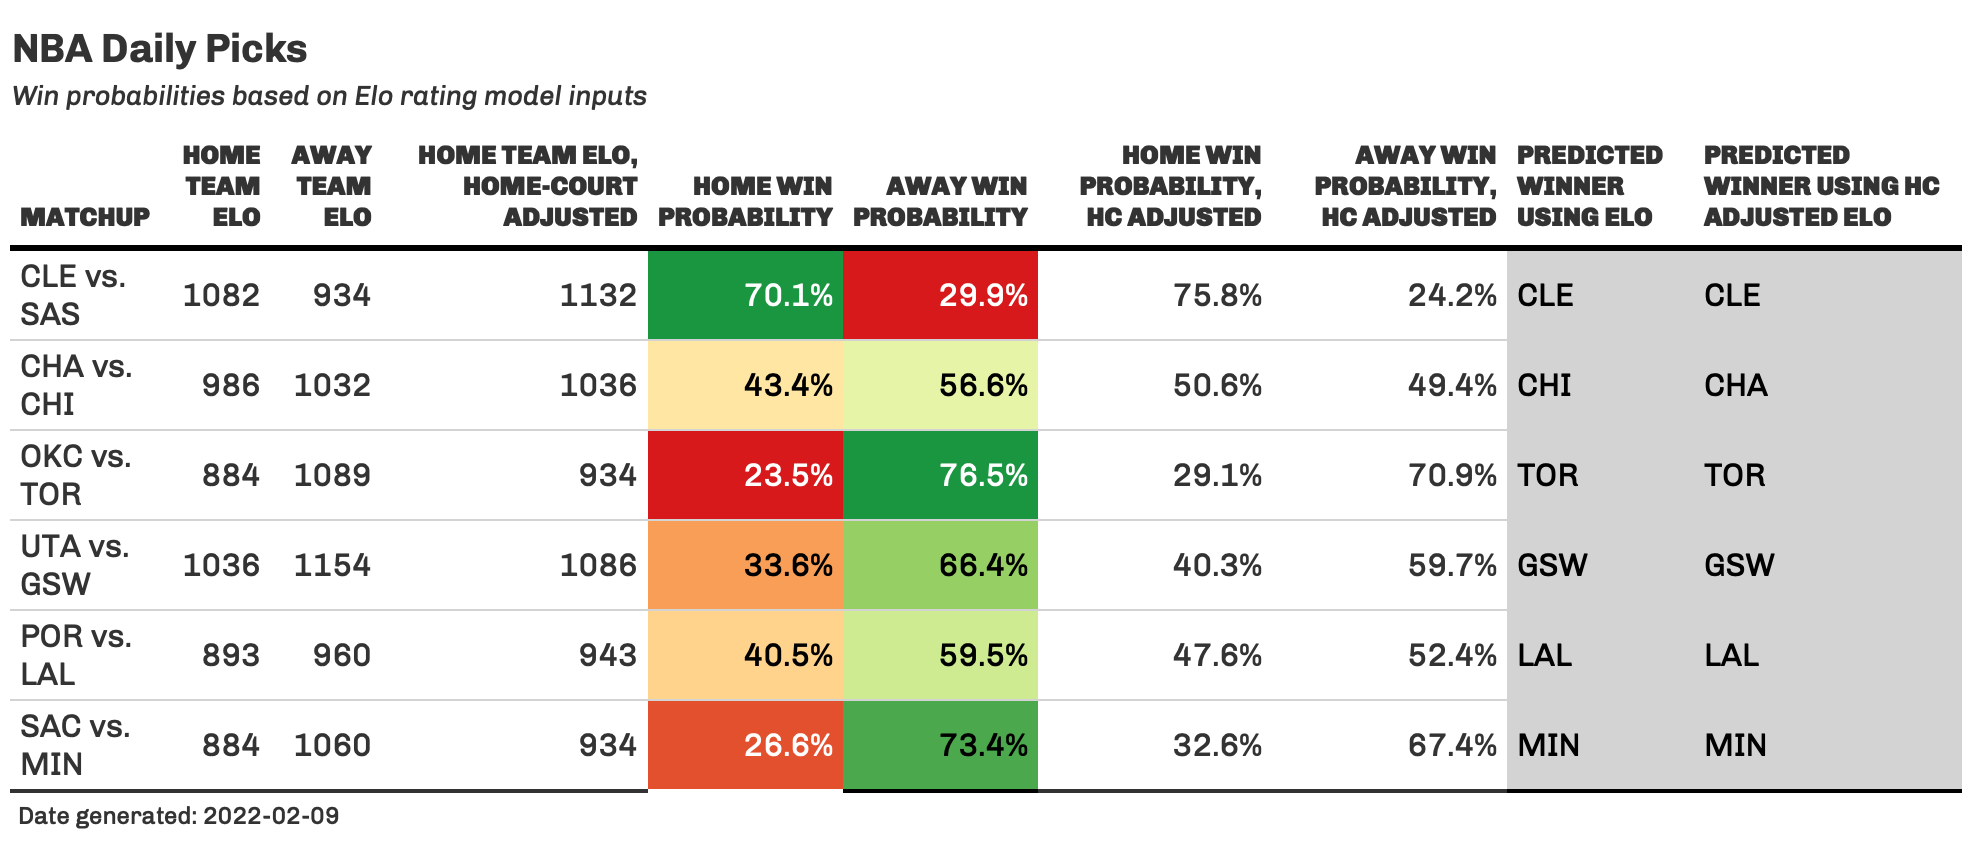 NBA Daily Picks
Win probabilities based on Elo rating model inputs
MATCHUP HOME TEAM ELO AWAY TEAM ELO HOME TEAM ELO, HOME-COURT ADJUSTED HOME WIN PROBABILITY AWAY WIN PROBABILITY HOME WIN PROBABILITY, HC ADJUSTED AWAY WIN PROBABILITY, HC ADJUSTED PREDICTED WINNER USING ELO PREDICTED WINNER USING HC ADJUSTED ELO
CLE vs. SAS 1082 934 1132 70.1% 29.9% 75.8% 24.2% CLE CLE
CHA vs. CHI 986 1032 1036 43.4% 56.6% 50.6% 49.4% CHI CHA
OKC vs. TOR 884 1089 934 23.5% 76.5% 29.1% 70.9% TOR TOR
UTA vs. GSW 1036 1154 1086 33.6% 66.4% 40.3% 59.7% GSW GSW
POR vs. LAL 893 960 943 40.5% 59.5% 47.6% 52.4% LAL LAL
SAC vs. MIN 884 1060 934 26.6% 73.4% 32.6% 67.4% MIN MIN
Date generated: 2022-02-09